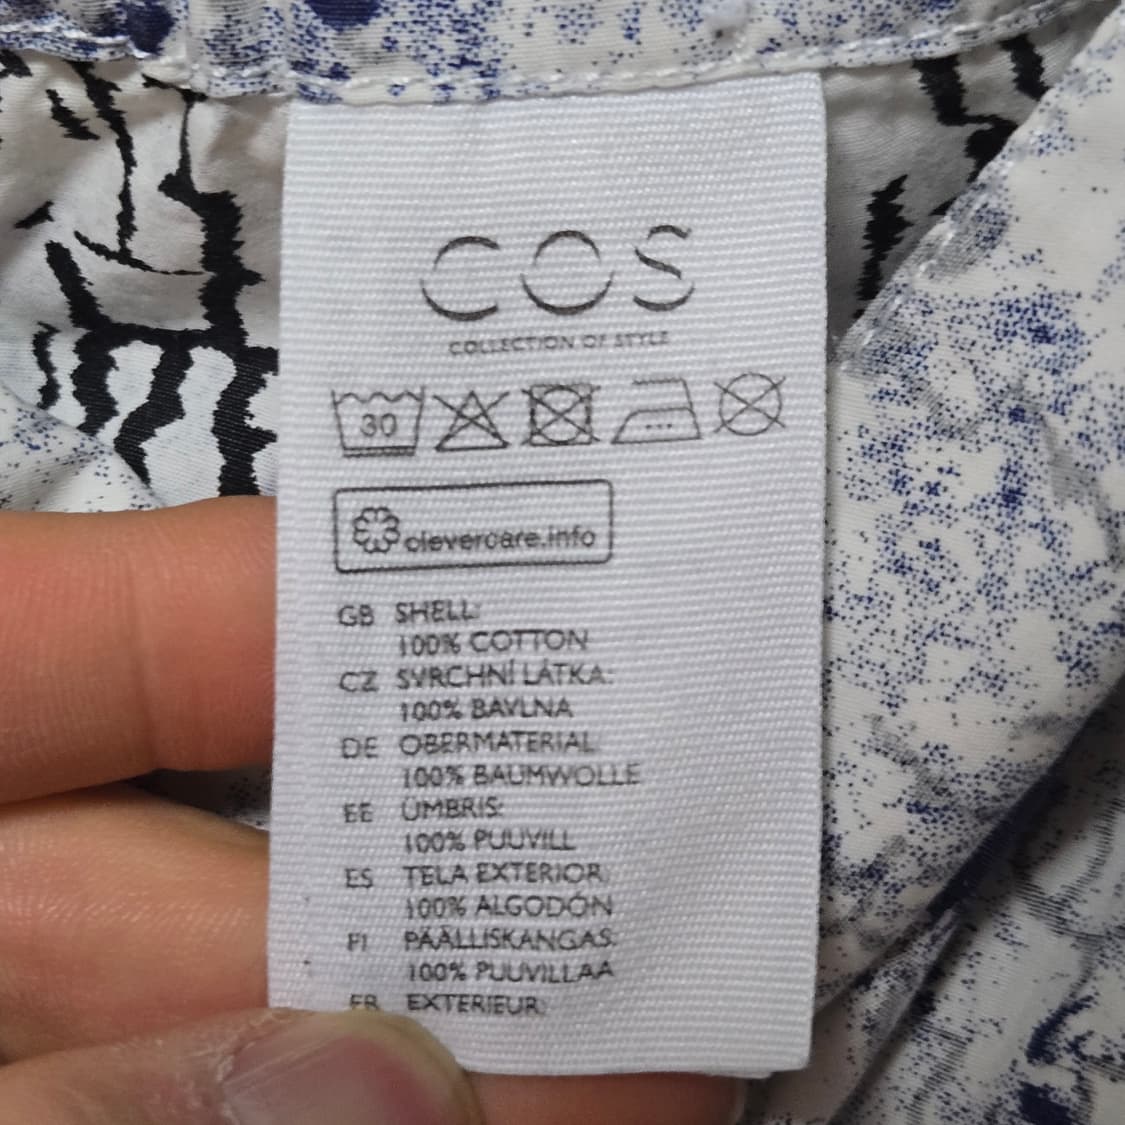 COS
COLLECTION OF STYLE
30
clevercare.info
GB SHELL:
100% COTTON
CZ SVRCHNÍ LÁTKA:
100% BAVLNA
DE OBERMATERIAL:
100% BAUMWOLLE
EE ÜMBRIS:
100% PUUVILL
ES TELA EXTERIOR:
100% ALGODÓN
FI PÄÄLLISKANGAS:
100% PUUVILLAA
FR EXTERIEUR: